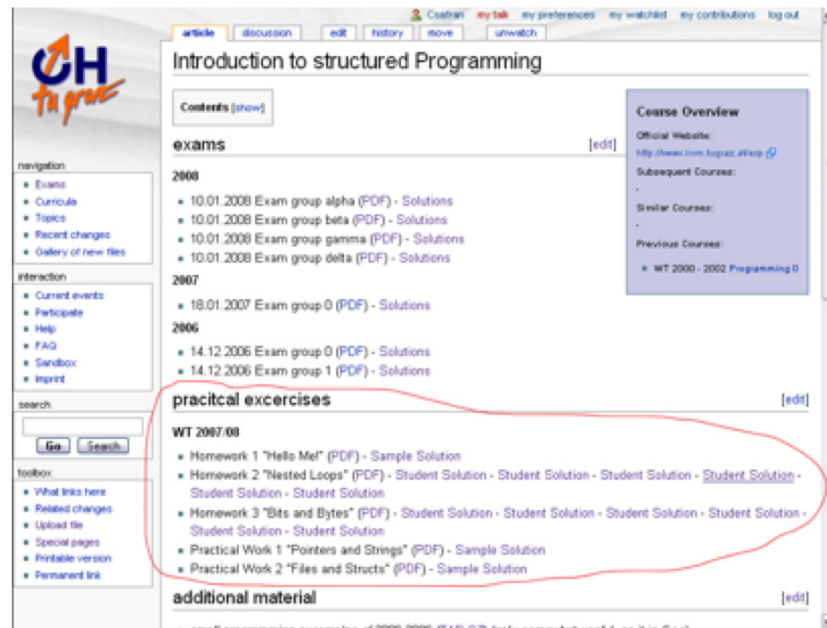 Coafran my talk my preferences my watchlist my contributions log out
article discussion edit history move unwatch
CH
tu graz
Introduction to structured Programming
Contents [show]
Course Overview
Official Website:
Subsequent Courses:
-
Similar Courses:
-
Previous Courses:
WT 2000 - 2002 Programming 0
exams [edit]
2008
10.01.2008 Exam group alpha (PDF) - Solutions
10.01.2008 Exam group beta (PDF) - Solutions
10.01.2008 Exam group gamma (PDF) - Solutions
10.01.2008 Exam group delta (PDF) - Solutions
2007
18.01.2007 Exam group 0 (PDF) - Solutions
2006
14.12.2006 Exam group 0 (PDF) - Solutions
14.12.2006 Exam group 1 (PDF) - Solutions
pracitcal excercises [edit]
WT 2007/08
Homework 1 "Hello Me!" (PDF) - Sample Solution
Homework 2 "Nested Loops" (PDF) - Student Solution - Student Solution - Student Solution - Student Solution -
Student Solution - Student Solution
Homework 3 "Bits and Bytes" (PDF) - Student Solution - Student Solution - Student Solution - Student Solution -
Student Solution - Student Solution
Practical Work 1 "Pointers and Strings" (PDF) - Sample Solution
Practical Work 2 "Files and Structs" (PDF) - Sample Solution
additional material [edit]
navigation
Exams
Curricula
Topics
Recent changes
Gallery of new files
interaction
Current events
Participate
Help
FAQ
Sandbox
Imprint
search
Go Search
toolbox
What links here
Related changes
Upload file
Special pages
Printable version
Permanent link